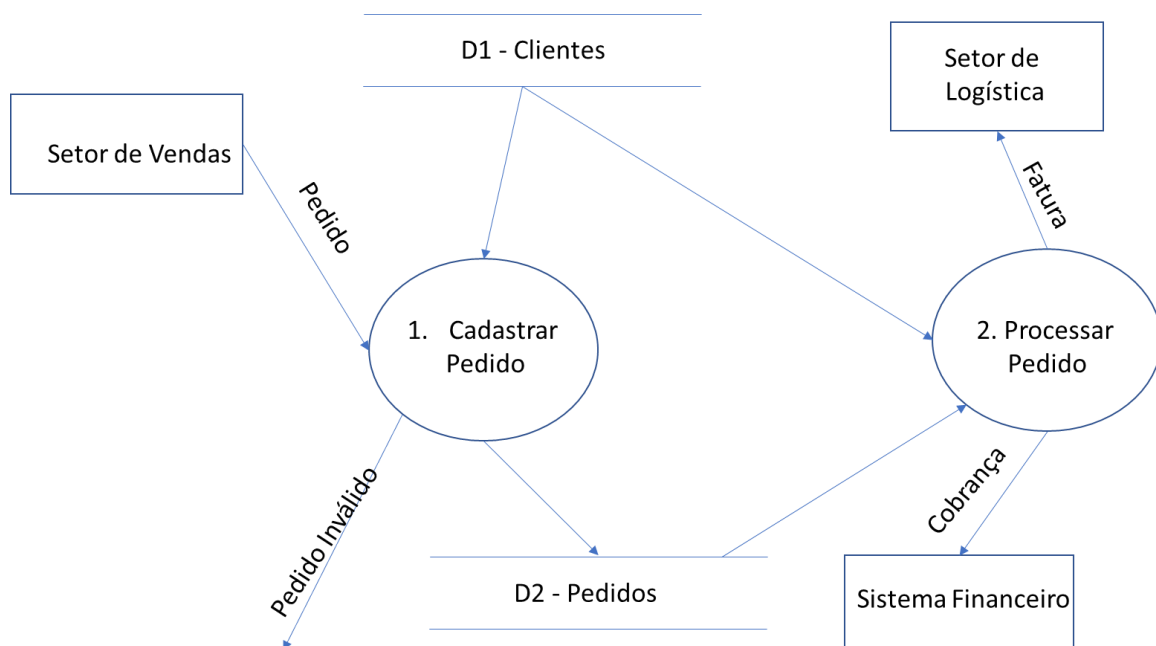 D1 - Clientes
Setor de
Logística
Setor de Vendas
Pedido
Fatura
1. Cadastrar
Pedido
2. Processar
Pedido
Pedido Inválido
Cobrança
D2 - Pedidos
Sistema Financeiro